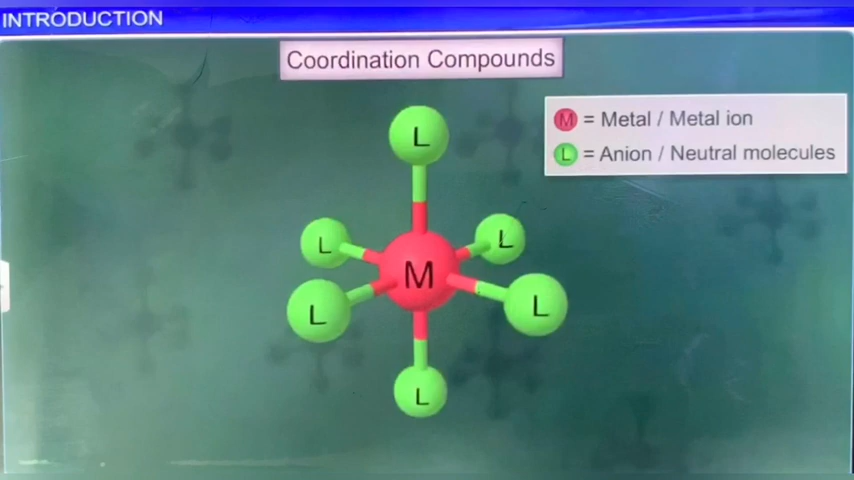 INTRODUCTION
Coordination Compounds
M = Metal / Metal ion
L = Anion / Neutral molecules
L
L
L
M
L
L
L